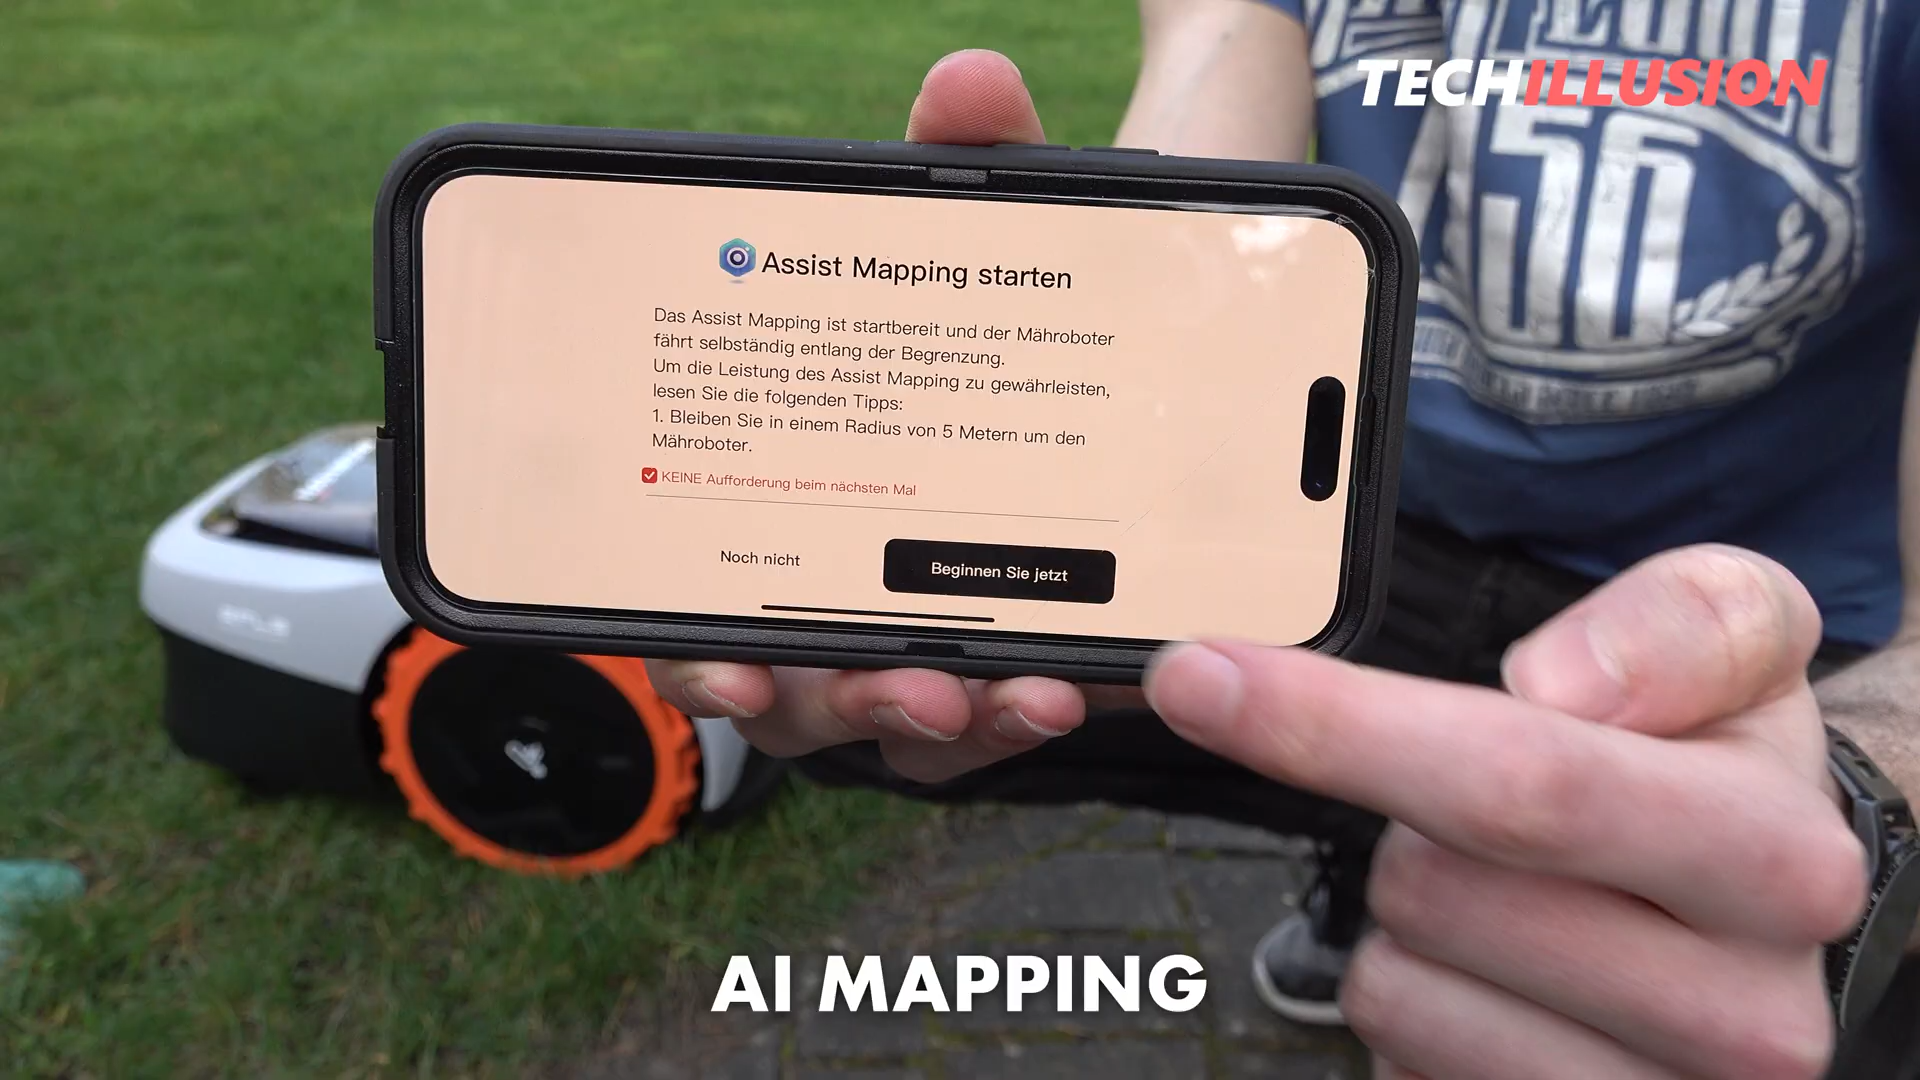 TECHILLUSION
56
Assist Mapping starten
Das Assist Mapping ist startbereit und der Mähroboter
fährt selbständig entlang der Begrenzung.
Um die Leistung des Assist Mapping zu gewährleisten,
lesen Sie die folgenden Tipps:
1. Bleiben Sie in einem Radius von 5 Metern um den
Mähroboter.
KEINE Aufforderung beim nächsten Mal
Noch nicht
Beginnen Sie jetzt
AI MAPPING